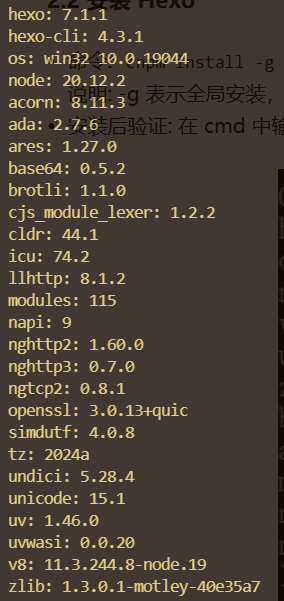 2.2 安装 Hexo
hexo: 7.1.1
hexo-cli: 4.3.1
os: win32 10.0.19044
命令: cnpm install -g
node: 20.12.2
acorn: 8.11.3
说明: -g 表示全局安装，
ada: 2.7.6
安装后验证: 在 cmd 中输
ares: 1.27.0
base64: 0.5.2
brotli: 1.1.0
cjs_module_lexer: 1.2.2
cldr: 44.1
icu: 74.2
llhttp: 8.1.2
modules: 115
napi: 9
nghttp2: 1.60.0
nghttp3: 0.7.0
ngtcp2: 0.8.1
openssl: 3.0.13+quic
simdutf: 4.0.8
tz: 2024a
undici: 5.28.4
unicode: 15.1
uv: 1.46.0
uvwasi: 0.0.20
v8: 11.3.244.8-node.19
zlib: 1.3.0.1-motley-40e35a7